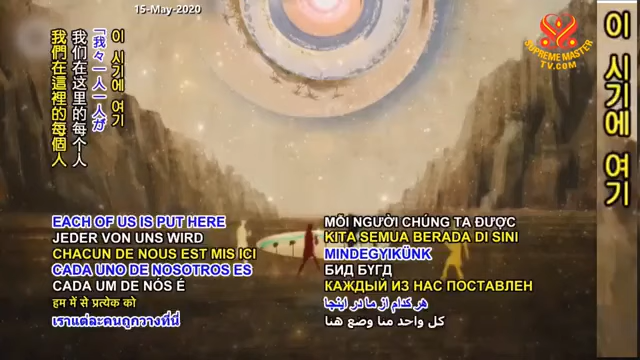 15-May-2020
SUPREME MASTER
TV.COM
이 시기에 여기
이 시기에 여기
「我々一人一人が
我们在这里的每个人
我們在這裡的每個人
EACH OF US IS PUT HERE
JEDER VON UNS WIRD
CHACUN DE NOUS EST MIS ICI
CADA UNO DE NOSOTROS ES
CADA UM DE NÓS É
हम में से प्रत्येक को
เราแต่ละคนถูกวางที่นี่
MỖI NGƯỜI CHÚNG TA ĐƯỢC
KITA SEMUA BERADA DI SINI
MINDEGYIKÜNK
БИД БҮГД
КАЖДЫЙ ИЗ НАС ПОСТАВЛЕН
هر کدام از ما در اینجا
كل واحد منا وضع هنا